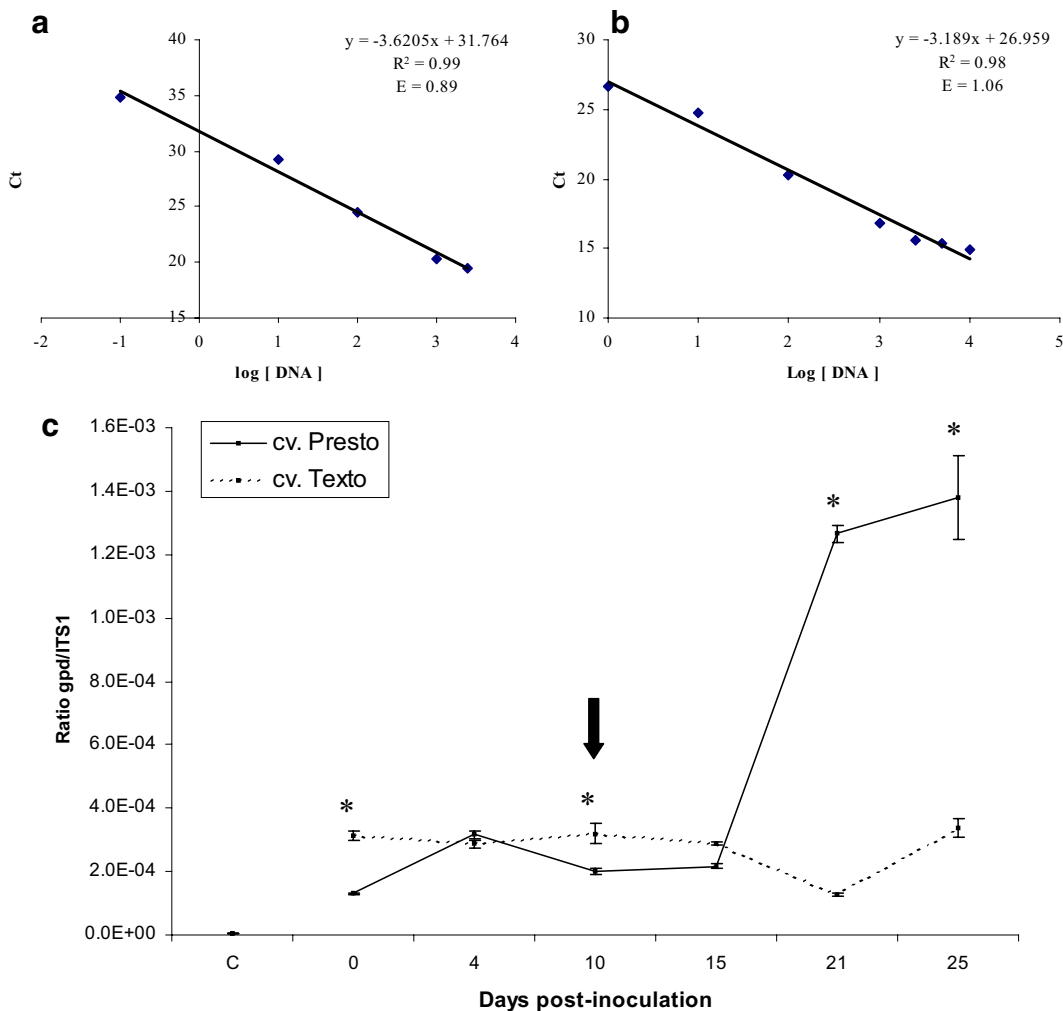 a
y = -3.6205x + 31.764
R² = 0.99
E = 0.89
40
35
30
25
20
15
Ct
-2 -1 0 1 2 3 4
log [ DNA ]
b
y = -3.189x + 26.959
R² = 0.98
E = 1.06
30
25
20
15
10
Ct
0 1 2 3 4 5
Log [ DNA ]
c
1.6E-03
1.4E-03
1.2E-03
1.0E-03
8.0E-04
6.0E-04
4.0E-04
2.0E-04
0.0E+00
Ratio gpd/ITS1
cv. Presto
cv. Texto
*
*
*
*
C 0 4 10 15 21 25
Days post-inoculation